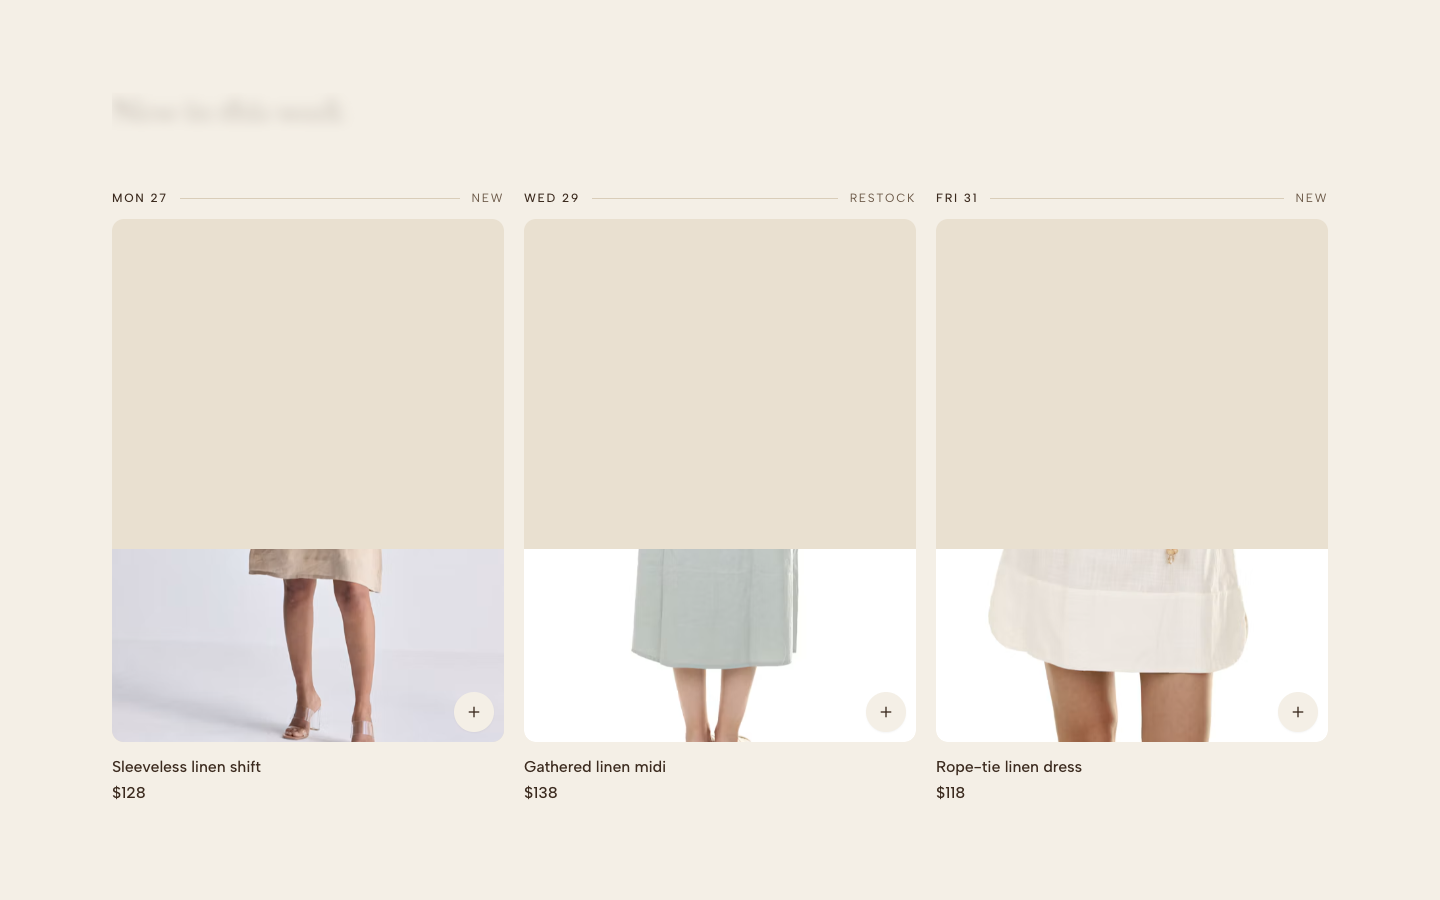 MON 27 NEW
WED 29 RESTOCK
FRI 31 NEW
Sleeveless linen shift
$128
Gathered linen midi
$138
Rope-tie linen dress
$118